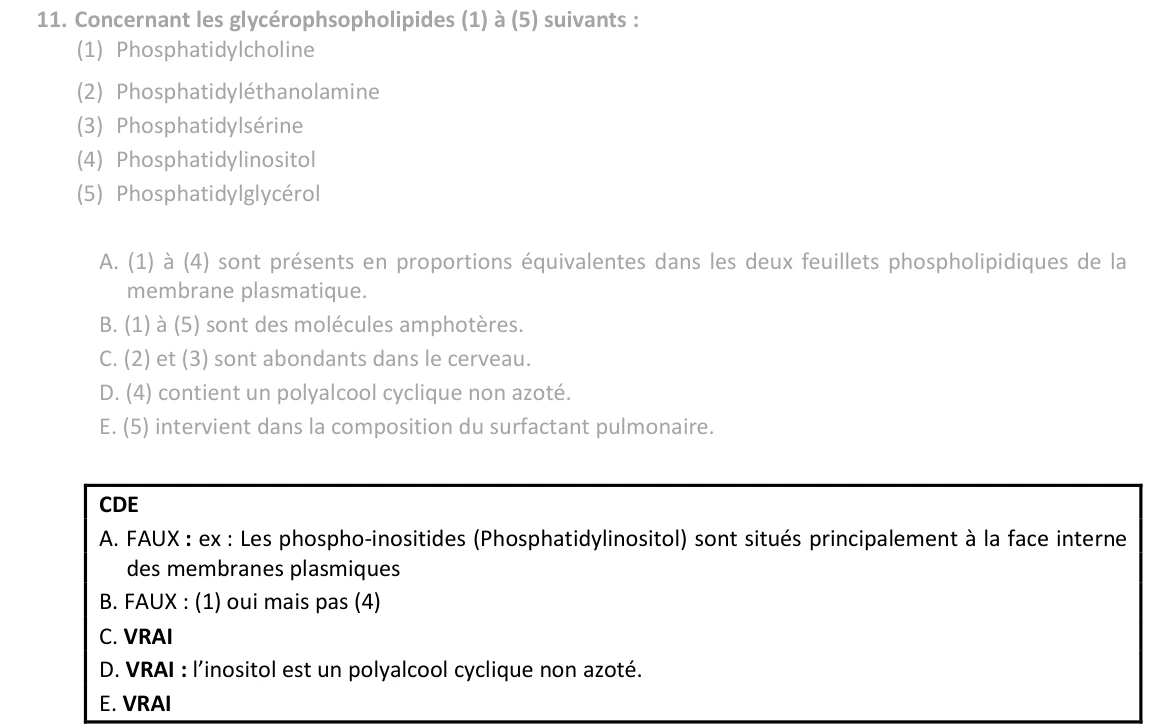 11. Concernant les glycérophsopholipides (1) à (5) suivants :
(1) Phosphatidylcholine
(2) Phosphatidyléthanolamine
(3) Phosphatidylsérine
(4) Phosphatidylinositol
(5) Phosphatidylglycérol
A. (1) à (4) sont présents en proportions équivalentes dans les deux feuillets phospholipidiques de la
membrane plasmatique.
B. (1) à (5) sont des molécules amphotères.
C. (2) et (3) sont abondants dans le cerveau.
D. (4) contient un polyalcool cyclique non azoté.
E. (5) intervient dans la composition du surfactant pulmonaire.
CDE
A. FAUX : ex : Les phospho-inositides (Phosphatidylinositol) sont situés principalement à la face interne
des membranes plasmiques
B. FAUX : (1) oui mais pas (4)
C. VRAI
D. VRAI : l’inositol est un polyalcool cyclique non azoté.
E. VRAI